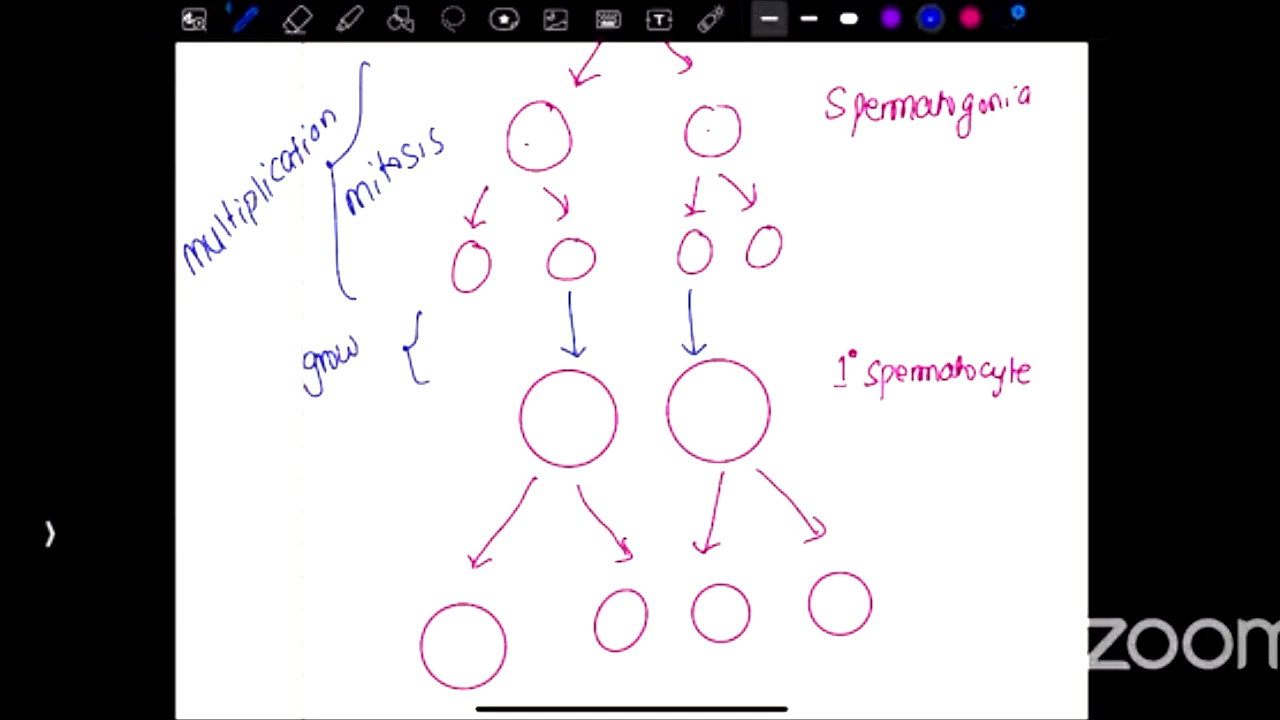 Spermatogonia
multiplication
mitosis
grow
1° spermatocyte
zoom